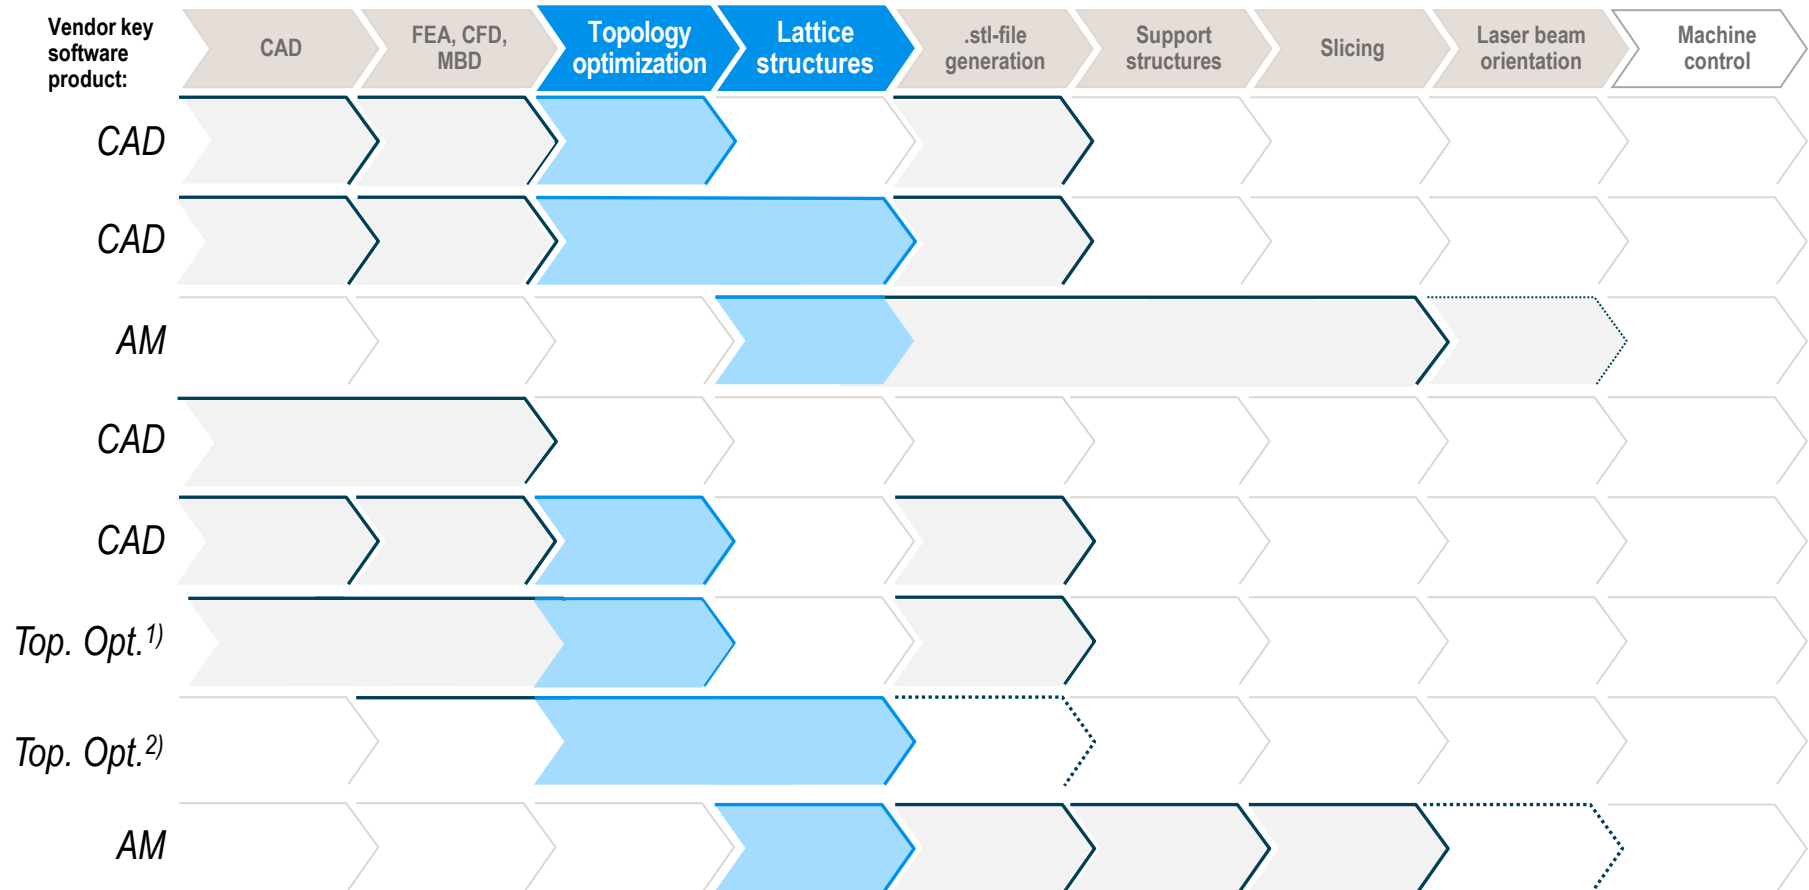 Vendor key
software
product:
CAD
FEA, CFD,
MBD
Topology
optimization
Lattice
structures
.stl-file
generation
Support
structures
Slicing
Laser beam
orientation
Machine
control
CAD
CAD
AM
CAD
CAD
Top. Opt.1)
Top. Opt.2)
AM